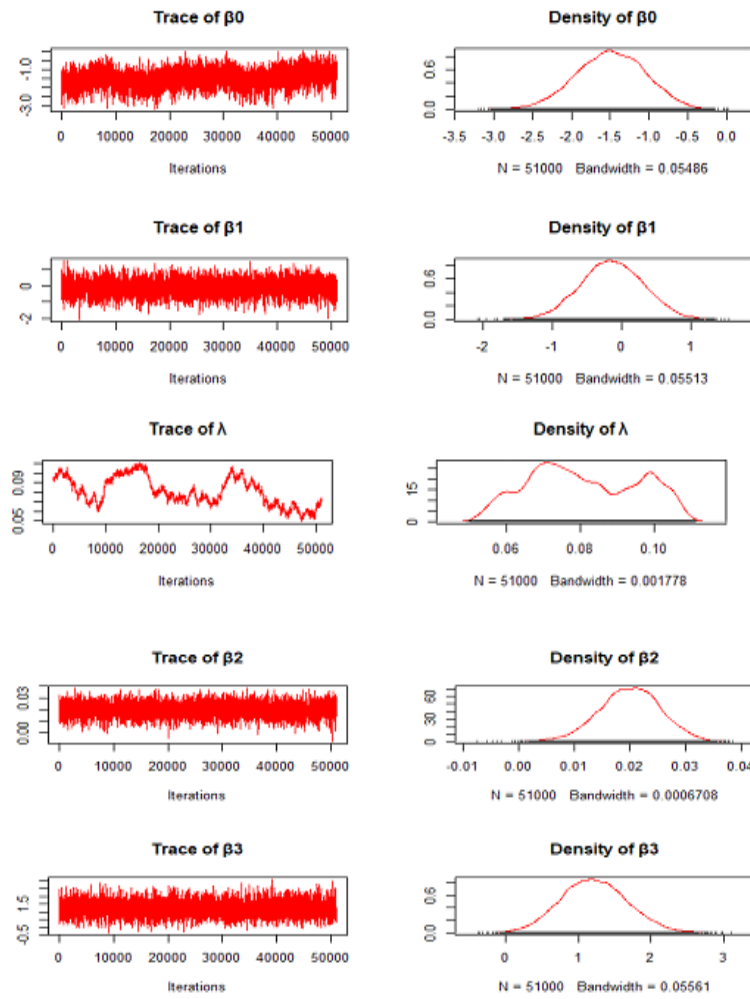 Trace of β0 Density of β0
-3.0 -1.0 0.0 0.6
0 10000 20000 30000 40000 50000 -3.5 -3.0 -2.5 -2.0 -1.5 -1.0 -0.5 0.0
Iterations N = 51000 Bandwidth = 0.05486
Trace of β1 Density of β1
-2 0 0.0 0.6
0 10000 20000 30000 40000 50000 -2 -1 0 1
Iterations N = 51000 Bandwidth = 0.05513
Trace of λ Density of λ
0.05 0.09 0 15
0 10000 20000 30000 40000 50000 0.06 0.08 0.10
Iterations N = 51000 Bandwidth = 0.001778
Trace of β2 Density of β2
0.00 0.03 0 30 60
0 10000 20000 30000 40000 50000 -0.01 0.00 0.01 0.02 0.03 0.04
Iterations N = 51000 Bandwidth = 0.0006708
Trace of β3 Density of β3
-0.5 1.5 0.0 0.6
0 10000 20000 30000 40000 50000 0 1 2 3
Iterations N = 51000 Bandwidth = 0.05561